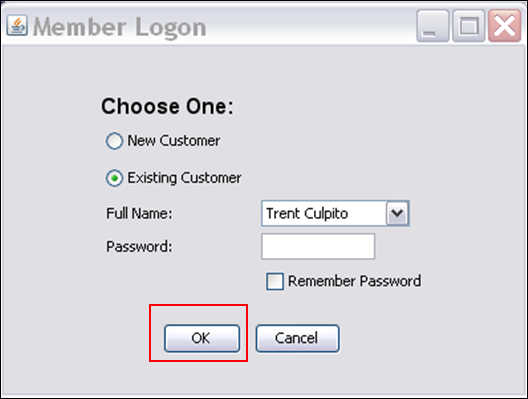 Member Logon
Choose One:
New Customer
Existing Customer
Full Name: Trent Culpito
Password:
Remember Password
OK Cancel